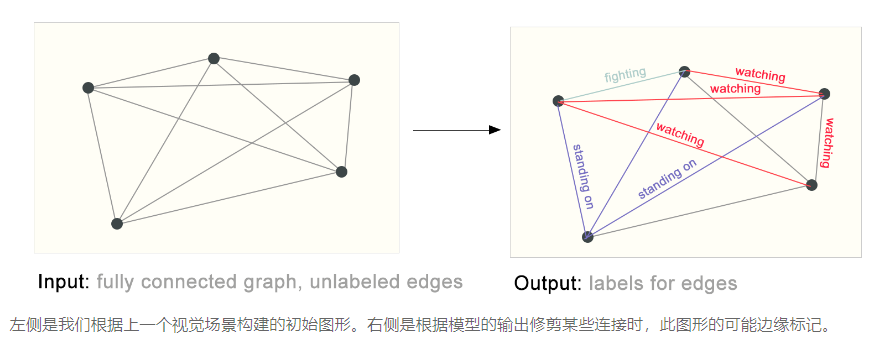 fighting
watching
watching
watching
watching
standing on
standing on
Input: fully connected graph, unlabeled edges
Output: labels for edges
左侧是我们根据上一个视觉场景构建的初始图形。右侧是根据模型的输出修剪某些连接时，此图形的可能边缘标记。